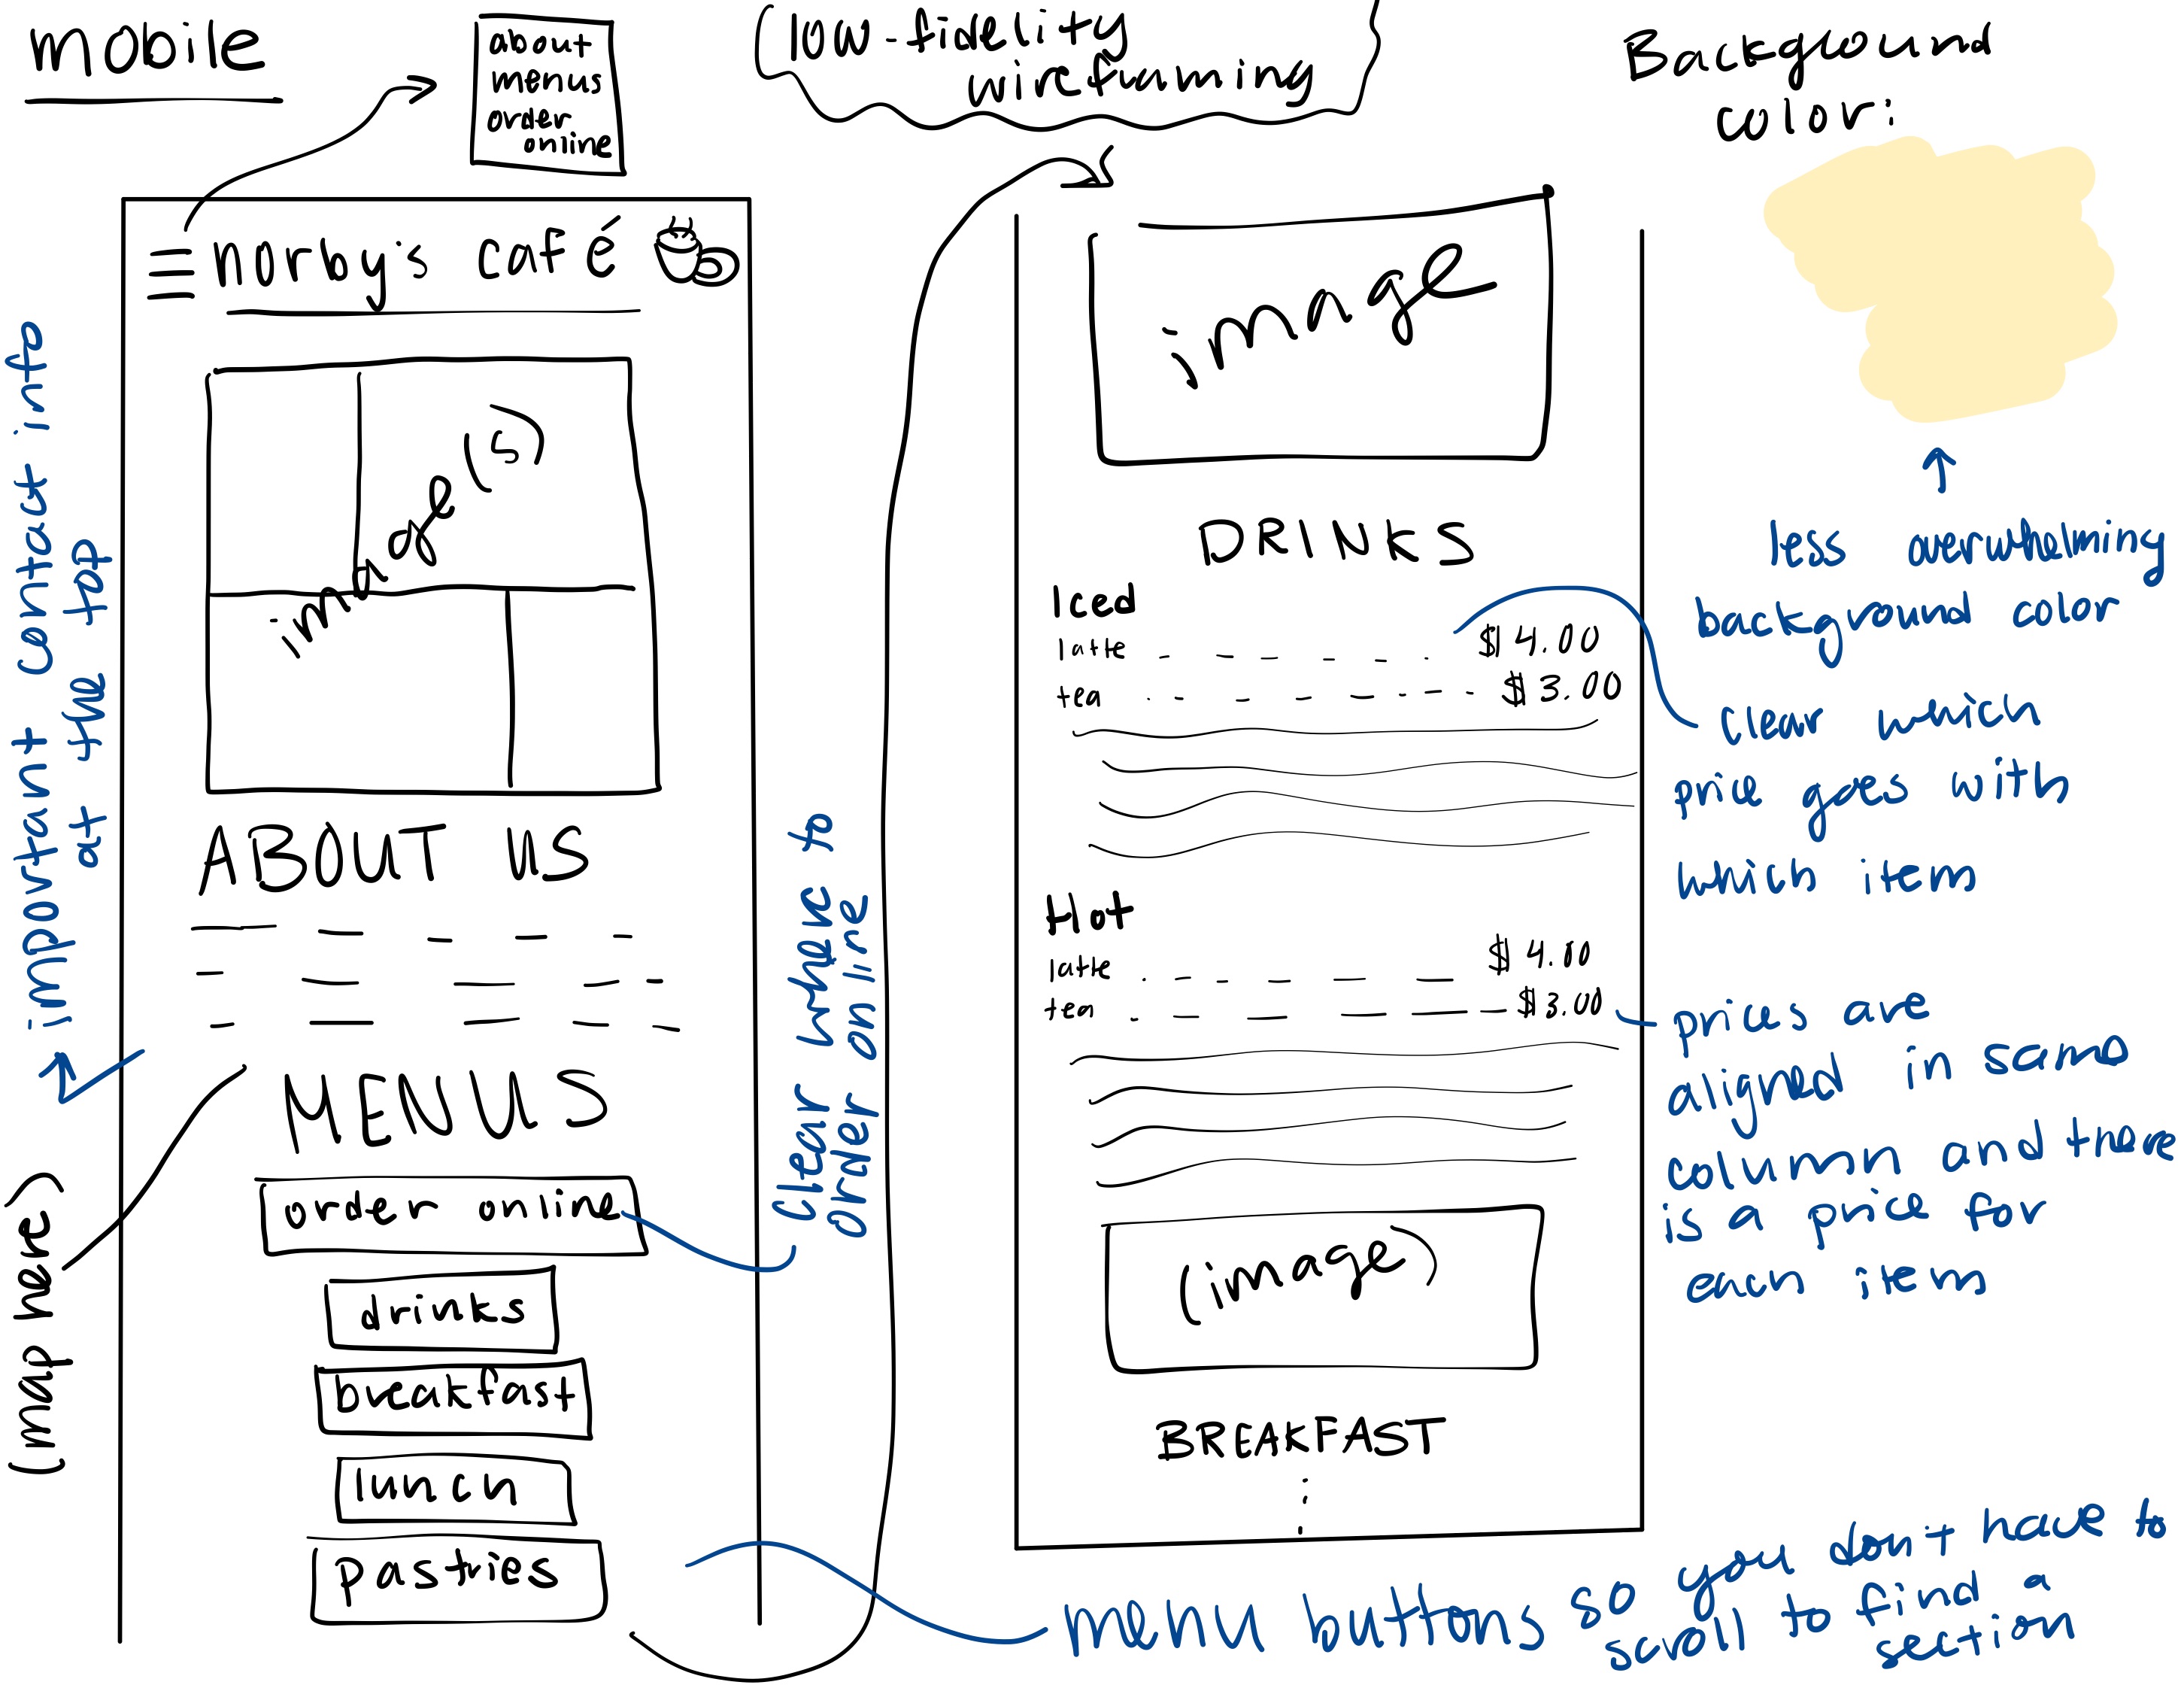 mobile
about
menus
order
online
low-fidelity
wireframing
Background
color:
norby's café
image(s)
ABOUT US
MENUS
order online
drinks
breakfast
lunch
pastries
important contact info
at the top
(map here)
clear where to
order online
image
DRINKS
Iced
latte $4.00
tea $3.00
Hot
latte $4.00
tea $3.00
(image)
BREAKFAST
less overwhelming
background color
clear which
price goes with
which item
prices are
aligned in same
column and there
is a price for
each item
menu buttons so you don't have to
scroll to find a
section